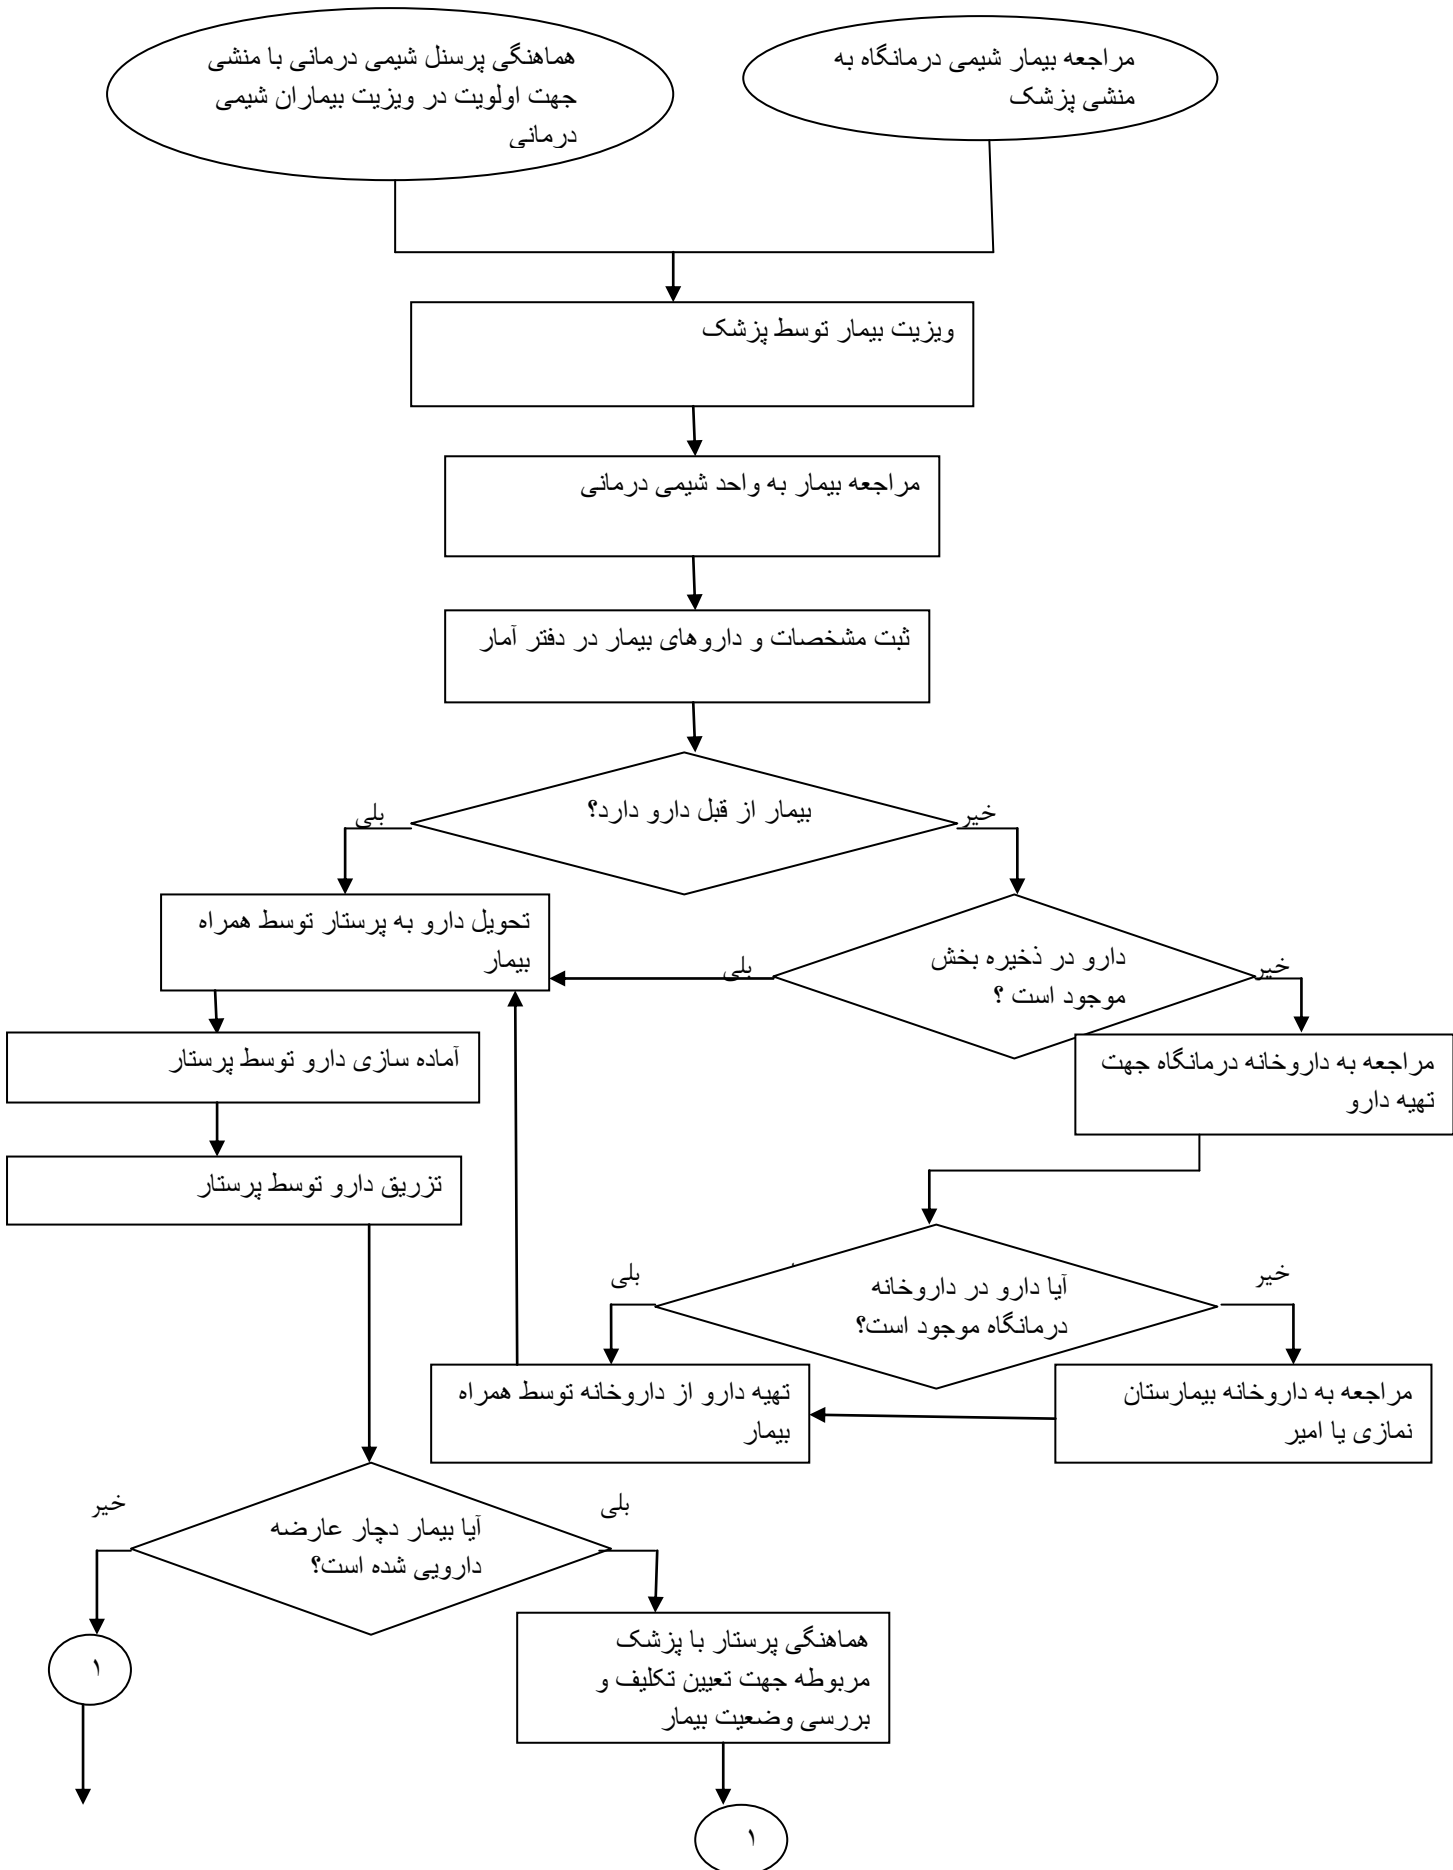 مراجعه بیمار شیمی درمانگاه به
منشی پزشک
هماهنگی پرسنل شیمی درمانی با منشی
جهت اولویت در ویزیت بیماران شیمی
درمانی
ویزیت بیمار توسط پزشک
مراجعه بیمار به واحد شیمی درمانی
ثبت مشخصات و داروهای بیمار در دفتر آمار
بیمار از قبل دارو دارد؟
خیر
بلی
تحویل دارو به پرستار توسط همراه
بیمار
دارو در ذخیره بخش
موجود است ؟
خیر
بلی
آماده سازی دارو توسط پرستار
مراجعه به داروخانه درمانگاه جهت
تهیه دارو
تزریق دارو توسط پرستار
آیا دارو در داروخانه
درمانگاه موجود است؟
خیر
بلی
مراجعه به داروخانه بیمارستان
نمازی یا امیر
تهیه دارو از داروخانه توسط همراه
بیمار
آیا بیمار دچار عارضه
دارویی شده است؟
بلی
خیر
هماهنگی پرستار با پزشک
مربوطه جهت تعیین تکلیف و
بررسی وضعیت بیمار
۱
۱